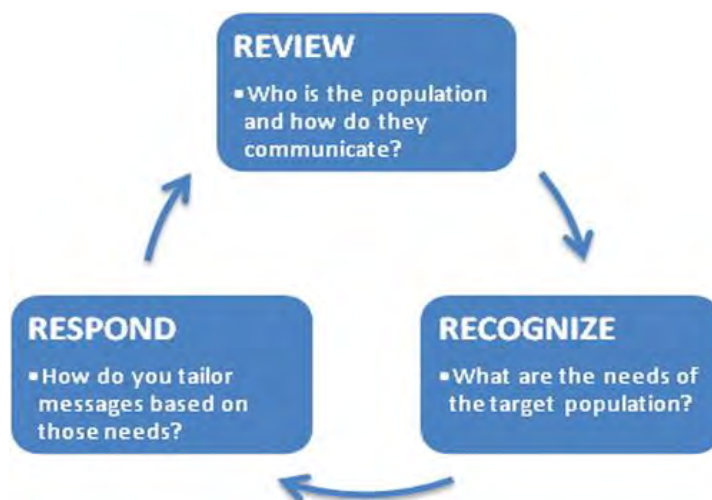 REVIEW
▪Who is the population
and how do they
communicate?
RESPOND
▪How do you tailor
messages based on
those needs?
RECOGNIZE
▪What are the needs of
the target population?